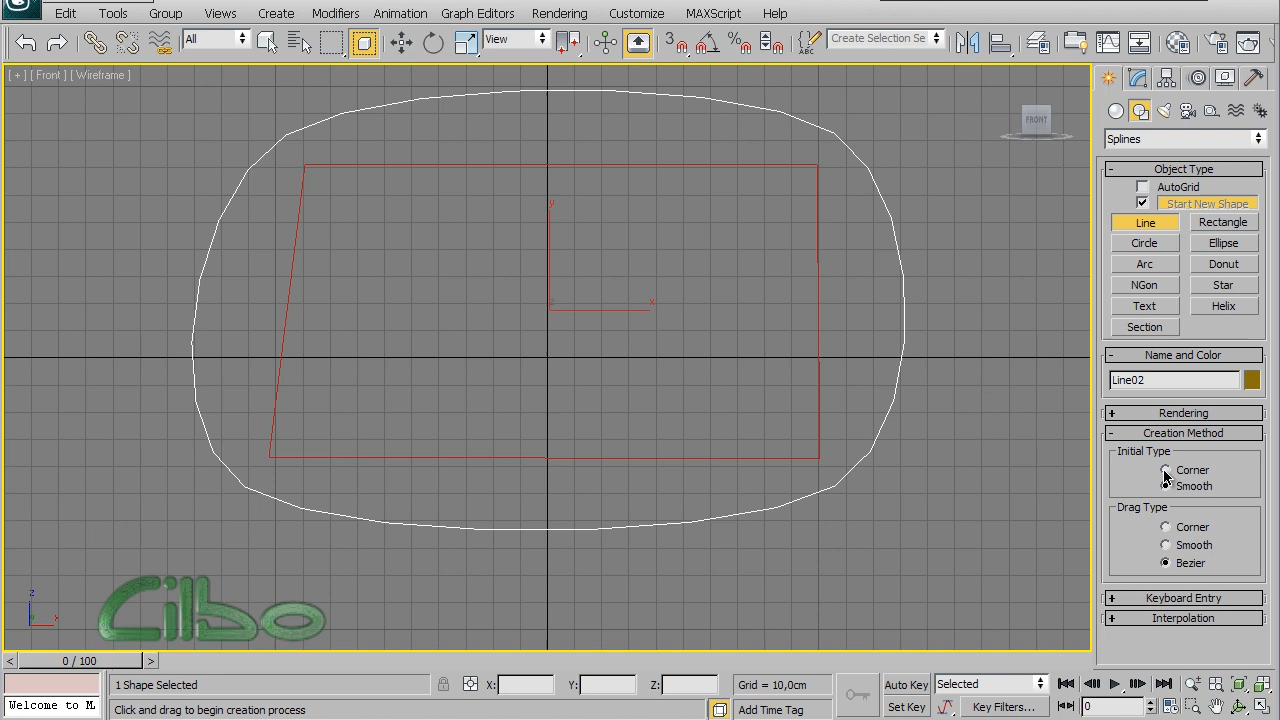 Edit Tools Group Views Create Modifiers Animation Graph Editors Rendering Customize MAXScript Help
All View 3 % ABC Create Selection Se
[ + ] [ Front ] [ Wireframe ]
FRONT
y
x
z
z
x
Cilbo
Splines
- Object Type
AutoGrid
Start New Shape
Line Rectangle
Circle Ellipse
Arc Donut
NGon Star
Text Helix
Section
- Name and Color
Line02
+ Rendering
- Creation Method
Initial Type
Corner
Smooth
Drag Type
Corner
Smooth
Bezier
+ Keyboard Entry
+ Interpolation
< 0 / 100 >
1 Shape Selected X: Y: Z: Grid = 10,0cm Auto Key Selected
Welcome to M Click and drag to begin creation process Add Time Tag Set Key Key Filters... 0